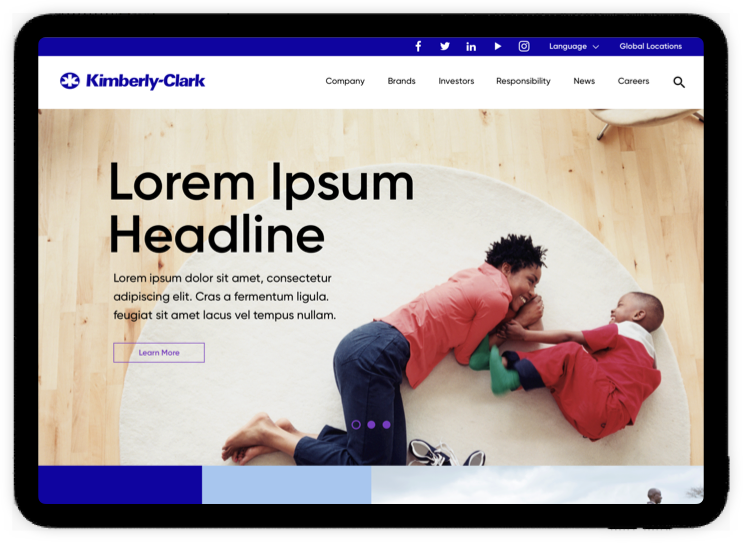 Language
Global Locations
Kimberly-Clark
Company
Brands
Investors
Responsibility
News
Careers
Lorem Ipsum
Headline
Lorem ipsum dolor sit amet, consectetur
adipiscing elit. Cras a fermentum ligula.
feugiat sit amet lacus vel tempus nullam.
Learn More